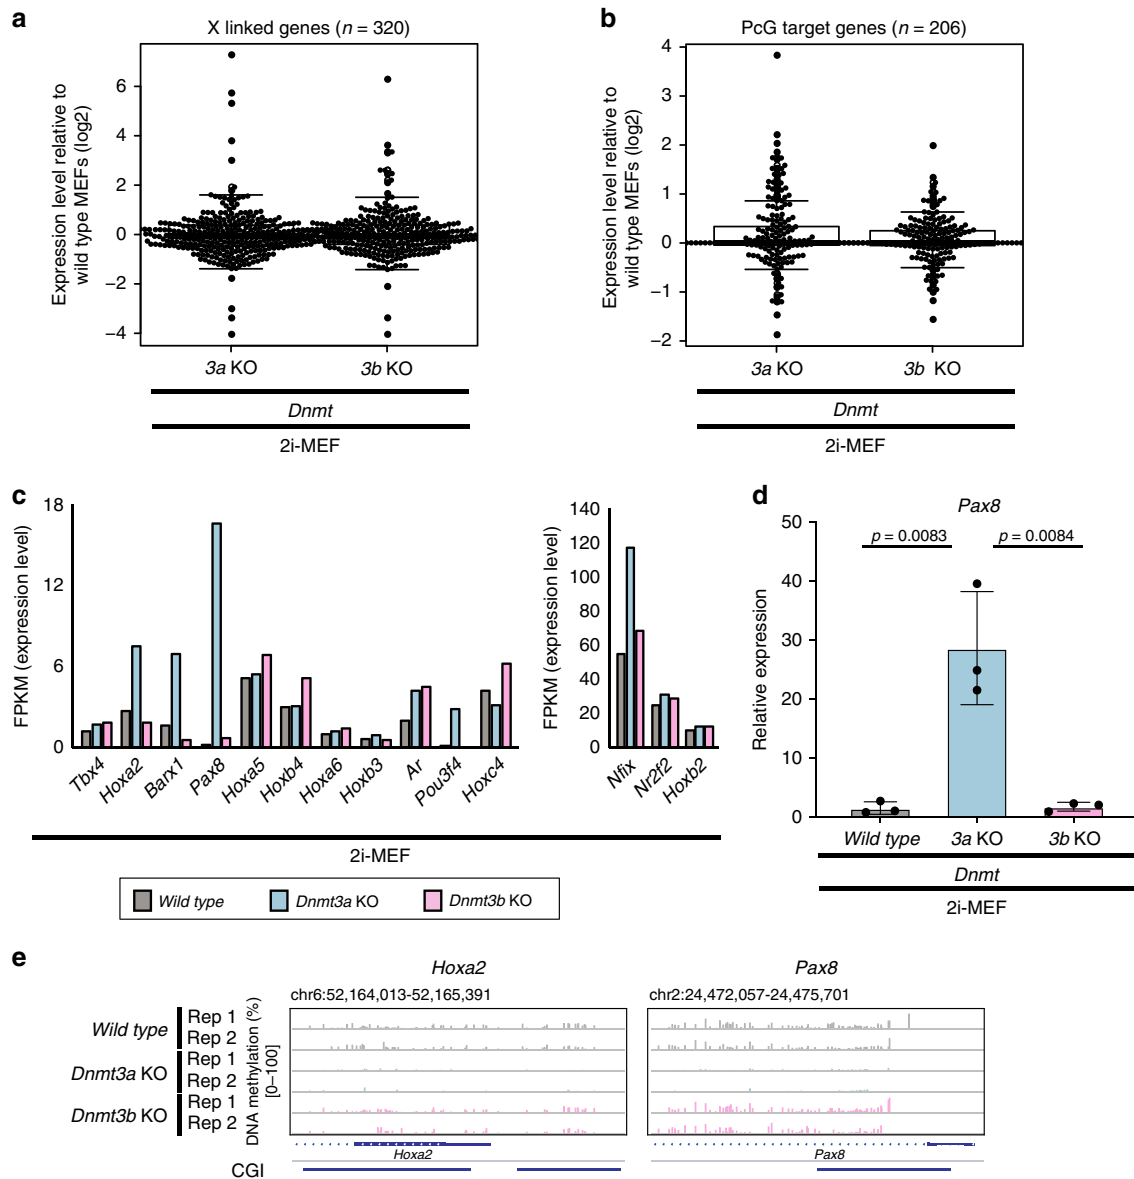 a
X linked genes (n = 320)
Expression level relative to
wild type MEFs (log2)
6
4
2
0
−2
−4
3a KO
3b KO
Dnmt
2i-MEF
b
PcG target genes (n = 206)
Expression level relative to
wild type MEFs (log2)
4
3
2
1
0
−1
−2
3a KO
3b KO
Dnmt
2i-MEF
c
FPKM (expression level)
18
12
6
0
Tbx4
Hoxa2
Barx1
Pax8
Hoxa5
Hoxb4
Hoxa6
Hoxb3
Ar
Pou3f4
Hoxc4
FPKM (expression level)
140
120
100
80
60
40
20
0
Nfix
Nr2f2
Hoxb2
2i-MEF
Wild type
Dnmt3a KO
Dnmt3b KO
d
Pax8
Relative expression
50
40
30
20
10
0
p = 0.0083
p = 0.0084
Wild type
3a KO
3b KO
Dnmt
2i-MEF
e
Hoxa2
Pax8
chr6:52,164,013-52,165,391
chr2:24,472,057-24,475,701
Wild type
Rep 1
Rep 2
Dnmt3a KO
Rep 1
Rep 2
Dnmt3b KO
Rep 1
Rep 2
DNA methylation (%)
[0–100]
Hoxa2
Pax8
CGI